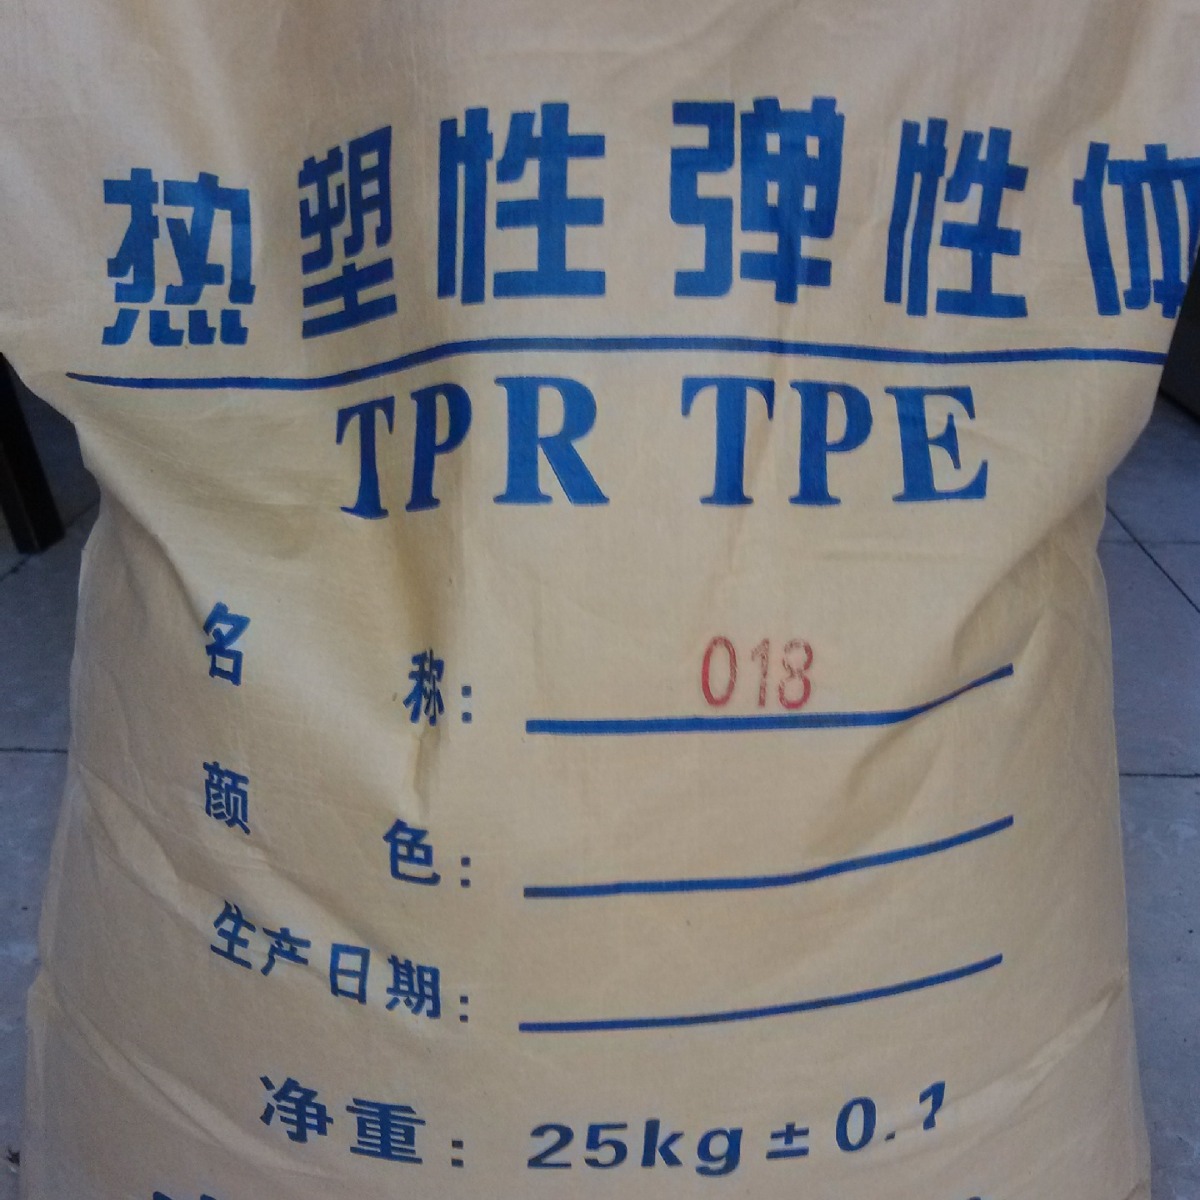 热塑性弹性体
TPR TPE
名 称: 018
颜 色:
生产日期:
净重: 25kg±0.1